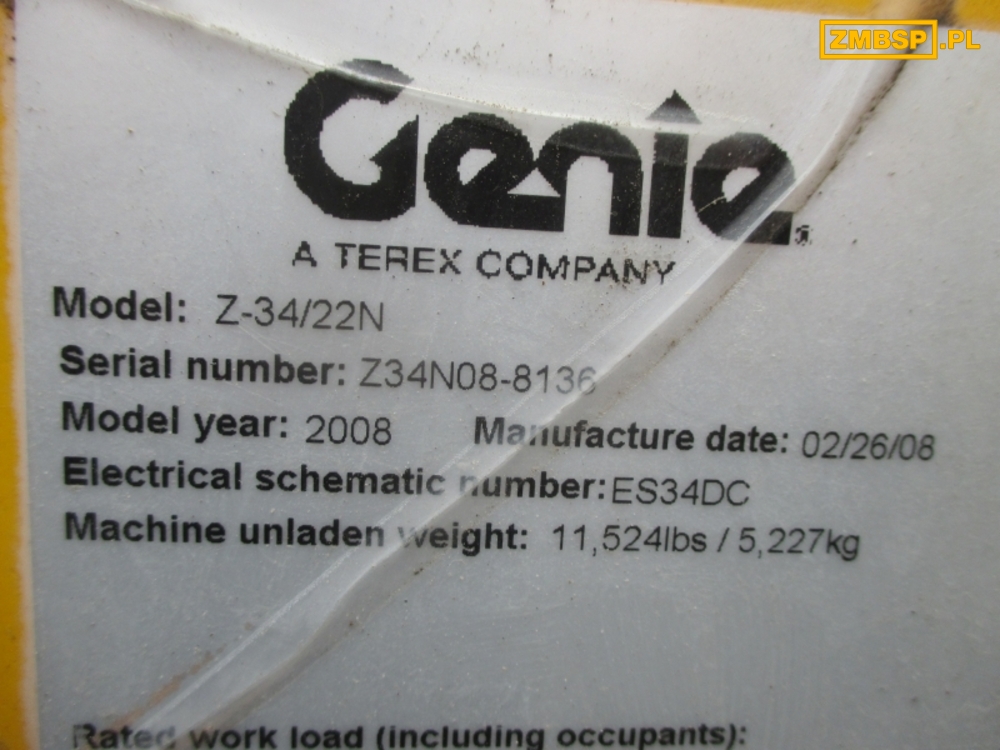 ZMBSP.PL
Genie
A TEREX COMPANY
Model: Z-34/22N
Serial number: Z34N08-8136
Model year: 2008 Manufacture date: 02/26/08
Electrical schematic number: ES34DC
Machine unladen weight: 11,524lbs / 5,227kg
Rated work load (including occupants):